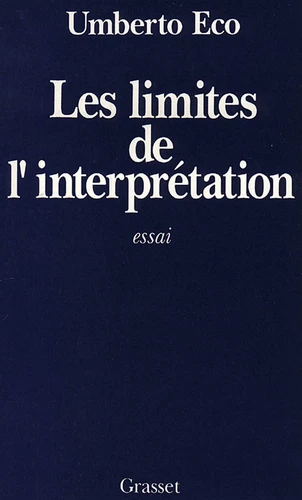 Umberto Eco
Les limites
de
l'interprétation
essai
Grasset